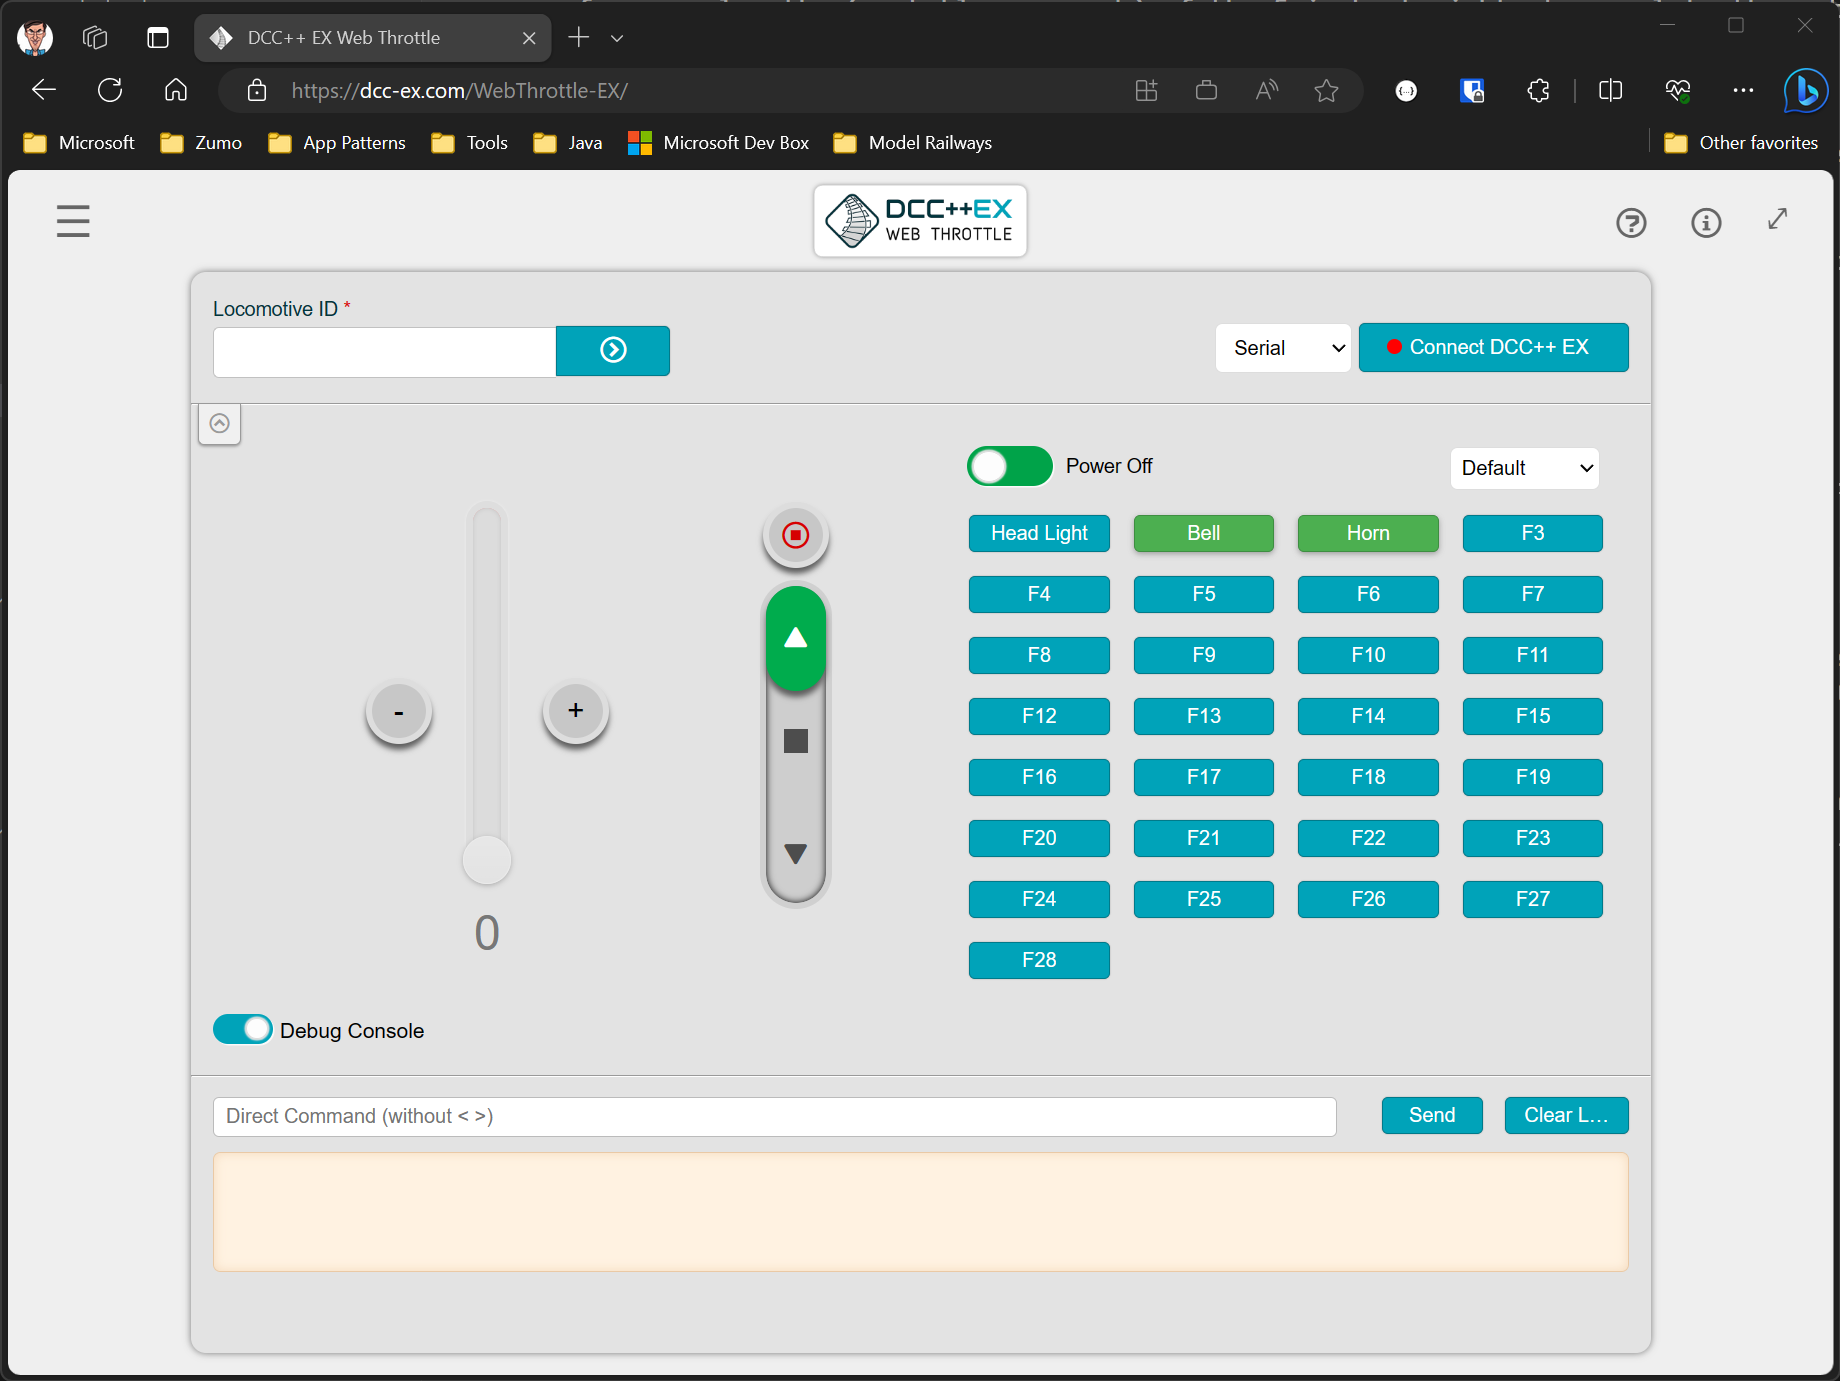 DCC++ EX Web Throttle
https://dcc-ex.com/WebThrottle-EX/
Microsoft Zumo App Patterns Tools Java Microsoft Dev Box Model Railways Other favorites
DCC++EX
WEB THROTTLE
Locomotive ID *
Serial Connect DCC++ EX
Power Off Default
Head Light Bell Horn F3
F4 F5 F6 F7
F8 F9 F10 F11
- + F12 F13 F14 F15
F16 F17 F18 F19
F20 F21 F22 F23
F24 F25 F26 F27
0
F28
Debug Console
Direct Command (without < >) Send Clear L...